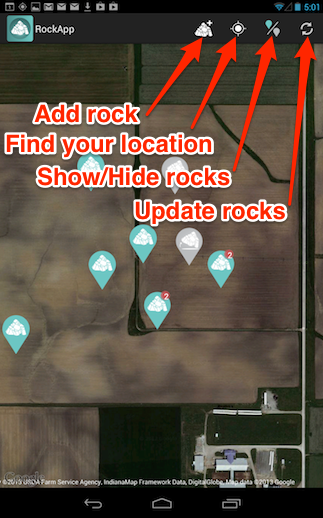 5:01
RockApp
Add rock
Find your location
Show/Hide rocks
Update rocks
2
2
Google
©2013 USDA Farm Service Agency, IndianaMap Framework Data, DigitalGlobe, Map data ©2013 Google